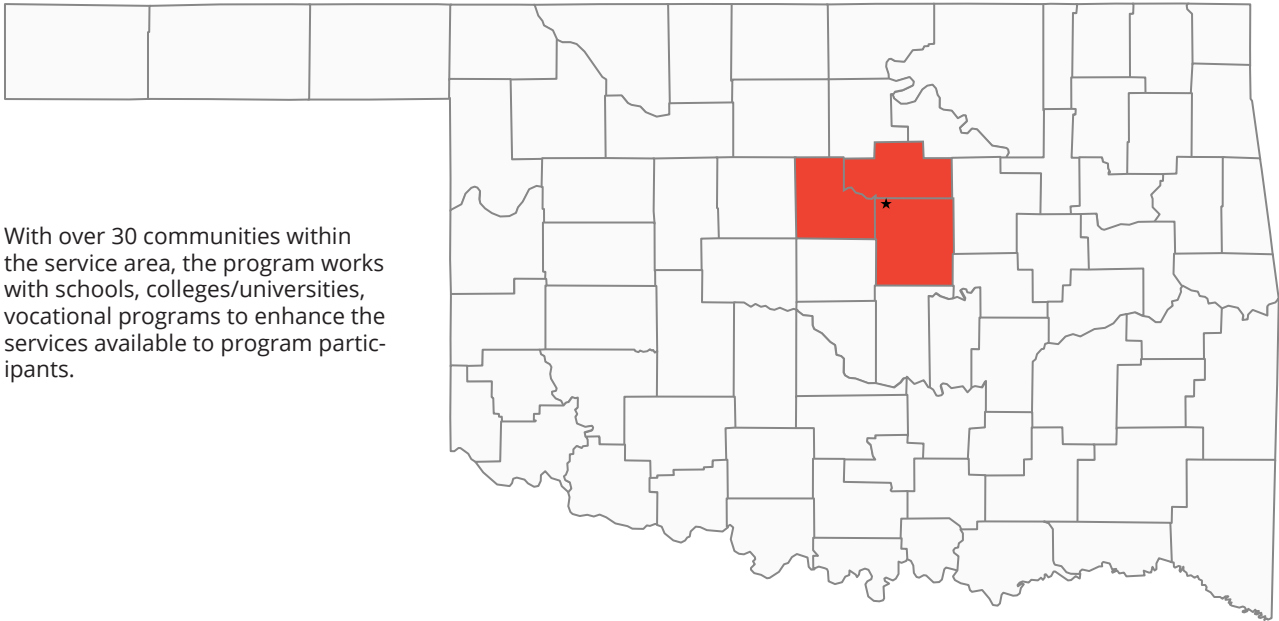 With over 30 communities within
the service area, the program works
with schools, colleges/universities,
vocational programs to enhance the
services available to program partic-
ipants.